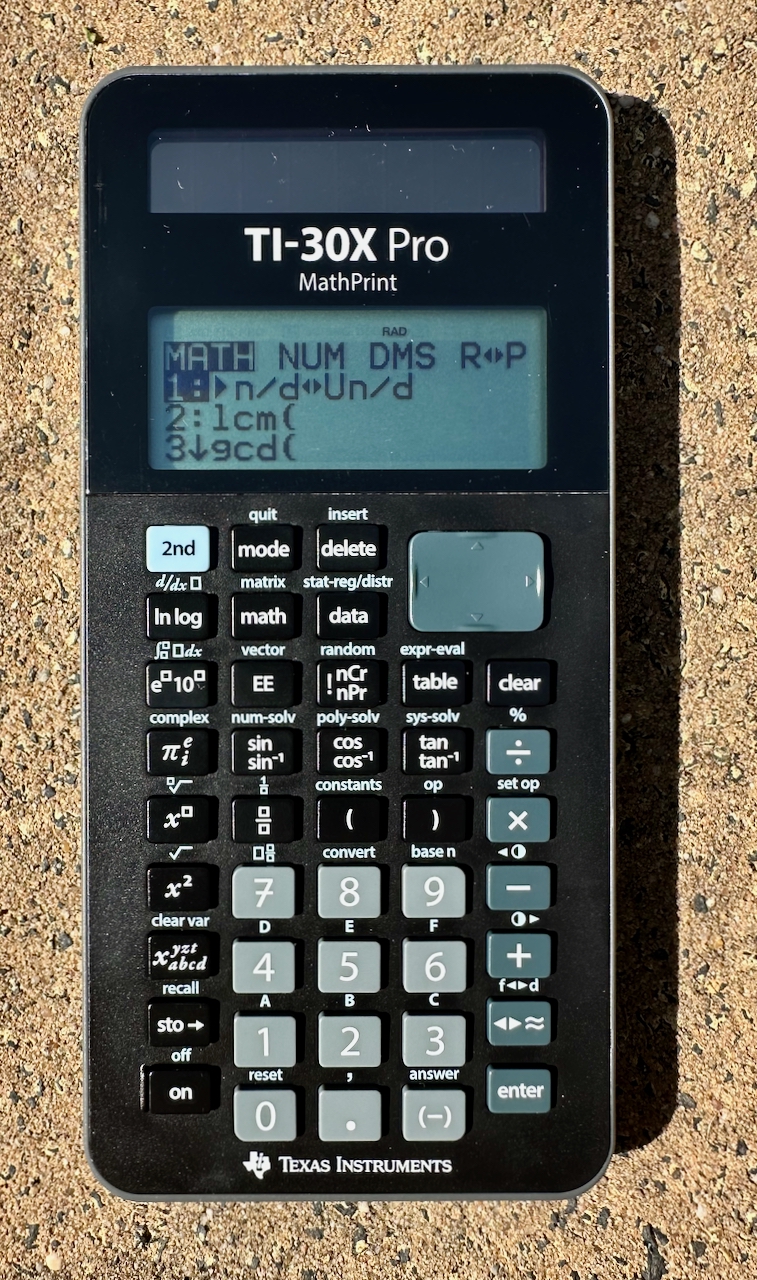 TI-30X Pro
MathPrint
RAD
MATH NUM DMS R◂▸P
1:▸n/d◂▸Un/d
2:lcm(
3↓gcd(
quit insert
2nd mode delete
d/dx□ matrix stat-reg/distr
ln log math data
∫□□□dx vector random expr-eval
e□10□ EE !nCr nPr table clear
complex num-solv poly-solv sys-solv %
π e i sin sin⁻¹ cos cos⁻¹ tan tan⁻¹ ÷
□√ 1/□ constants op set op
x□ □/□ ( ) ×
√ □□/□ convert base n ◂◐
x² 7 8 9 −
clear var D E F ◐▸
x yzt abcd 4 5 6 +
recall A B C f◂▸d
sto→ 1 2 3 ◂▸≈
off reset , answer
on 0 . (−) enter
TEXAS INSTRUMENTS